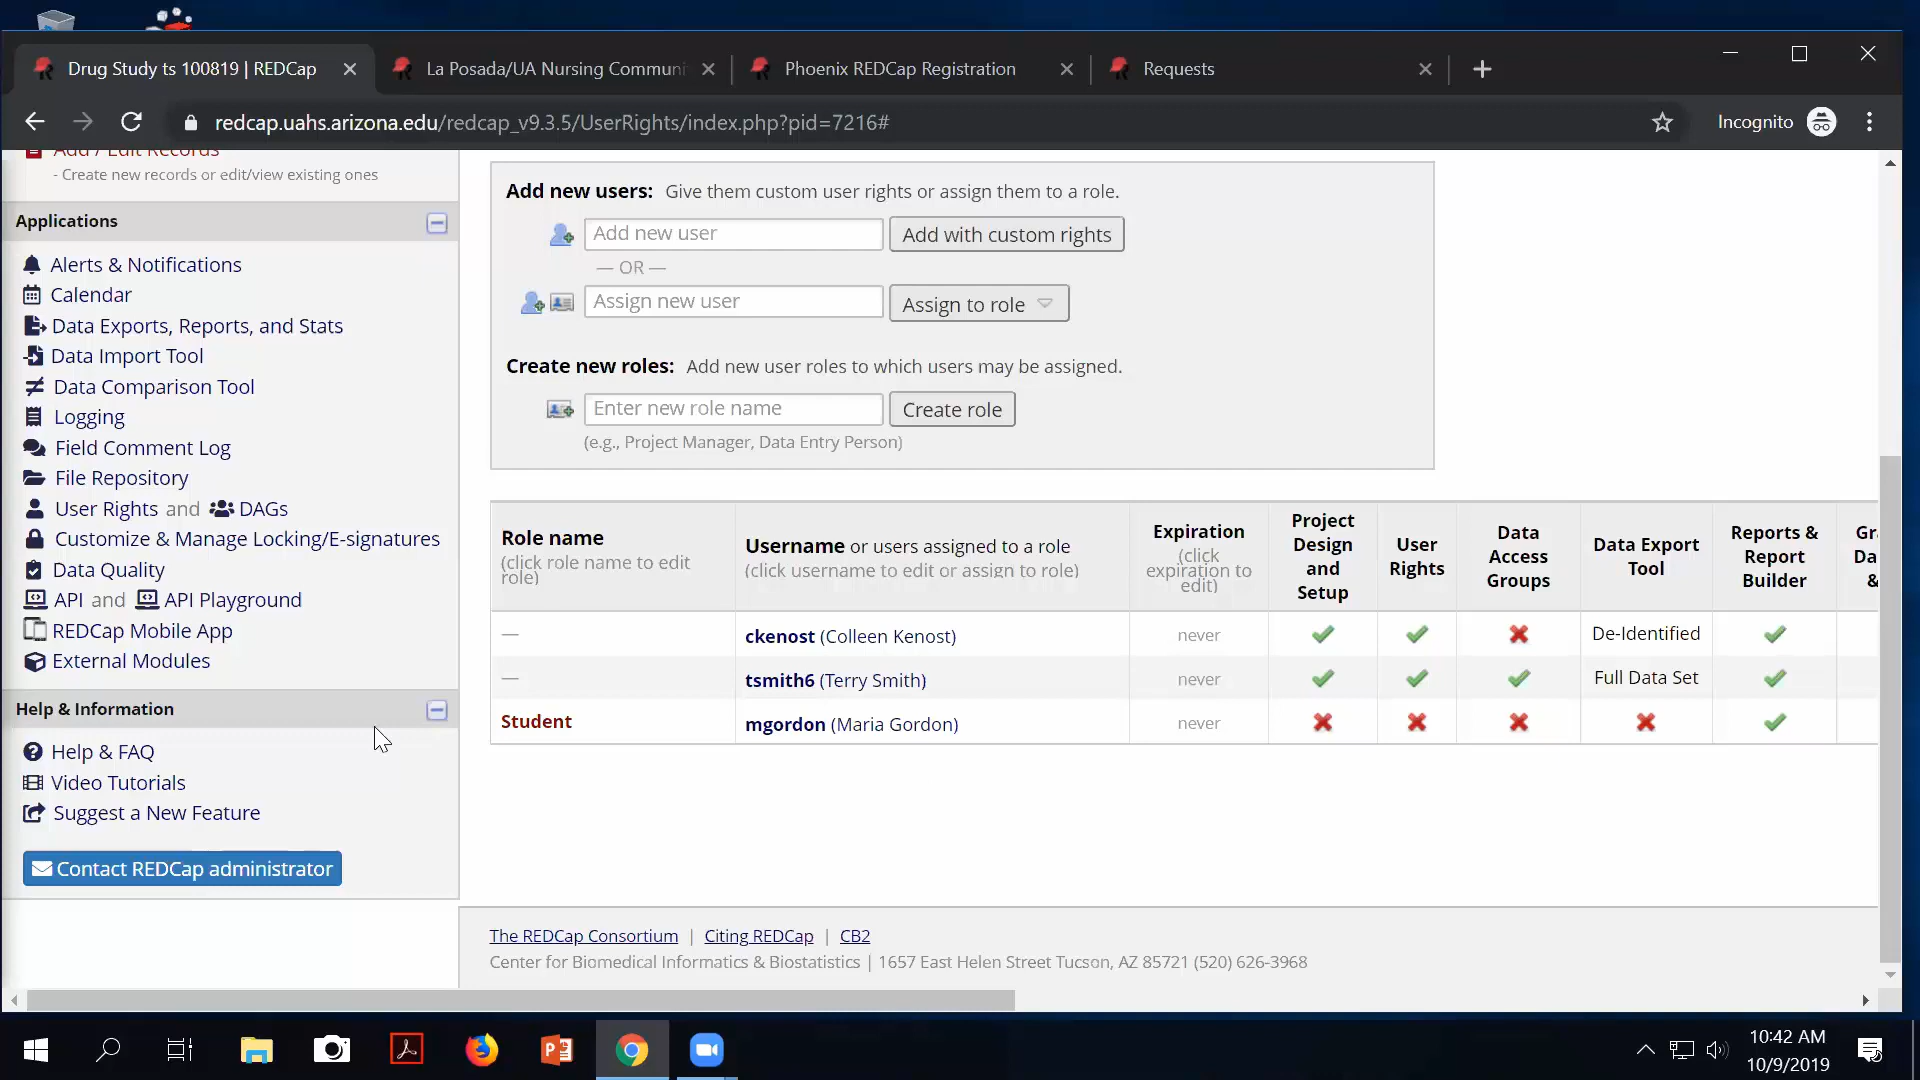 Drug Study ts 100819 | REDCap
La Posada/UA Nursing Communi
Phoenix REDCap Registration
Requests
redcap.uahs.arizona.edu/redcap_v9.3.5/UserRights/index.php?pid=7216#
Incognito
Add / Edit Records
- Create new records or edit/view existing ones
Applications
Alerts & Notifications
Calendar
Data Exports, Reports, and Stats
Data Import Tool
Data Comparison Tool
Logging
Field Comment Log
File Repository
User Rights and DAGs
Customize & Manage Locking/E-signatures
Data Quality
API and API Playground
REDCap Mobile App
External Modules
Help & Information
Help & FAQ
Video Tutorials
Suggest a New Feature
Contact REDCap administrator
Add new users: Give them custom user rights or assign them to a role.
Add new user Add with custom rights
— OR —
Assign new user Assign to role
Create new roles: Add new user roles to which users may be assigned.
Enter new role name Create role
(e.g., Project Manager, Data Entry Person)
Role name
(click role name to edit
role)
Username or users assigned to a role
(click username to edit or assign to role)
Expiration
(click
expiration to
edit)
Project
Design
and
Setup
User
Rights
Data
Access
Groups
Data Export
Tool
Reports &
Report
Builder
Gr
Da
&
— ckenost (Colleen Kenost) never De-Identified
— tsmith6 (Terry Smith) never Full Data Set
Student mgordon (Maria Gordon) never
The REDCap Consortium | Citing REDCap | CB2
Center for Biomedical Informatics & Biostatistics | 1657 East Helen Street Tucson, AZ 85721 (520) 626-3968
10:42 AM
10/9/2019